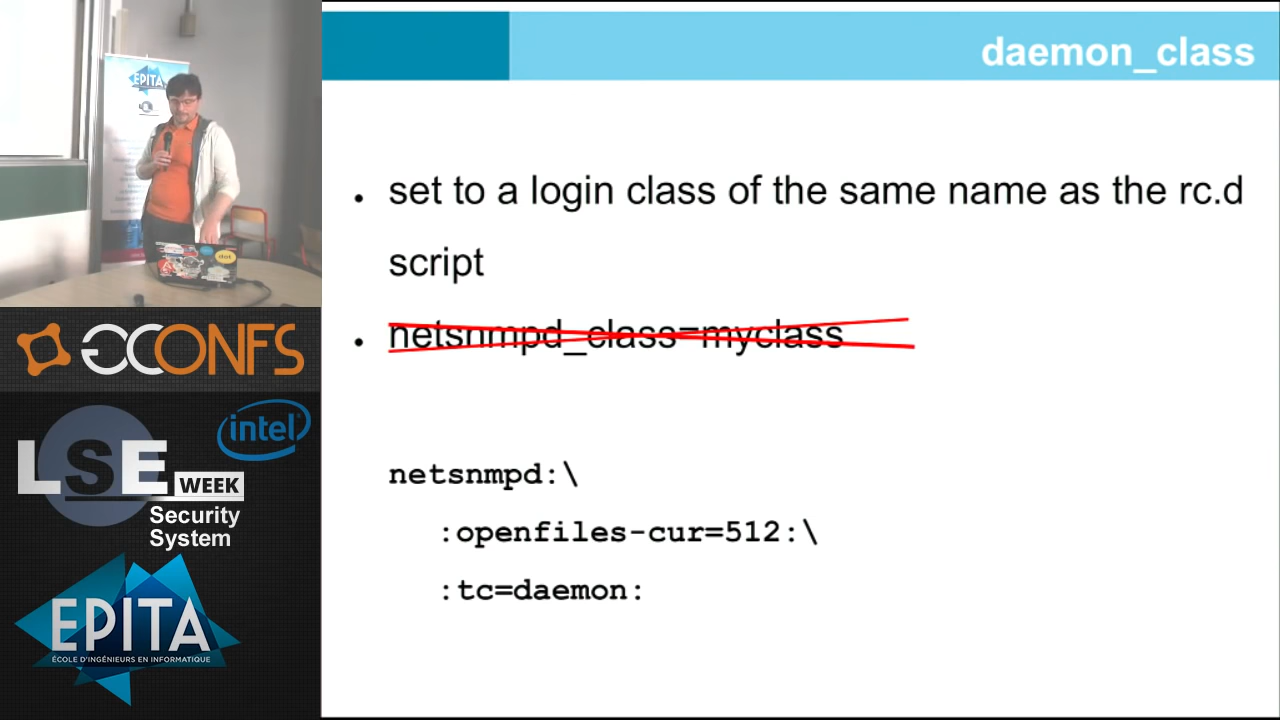 daemon_class
• set to a login class of the same name as the rc.d
script
• netsnmpd_class=myclass
netsnmpd:\
:openfiles-cur=512:\
:tc=daemon:
EPITA
GCONFS
intel
LSE
WEEK
Security
System
EPITA
ÉCOLE D'INGÉNIEURS EN INFORMATIQUE